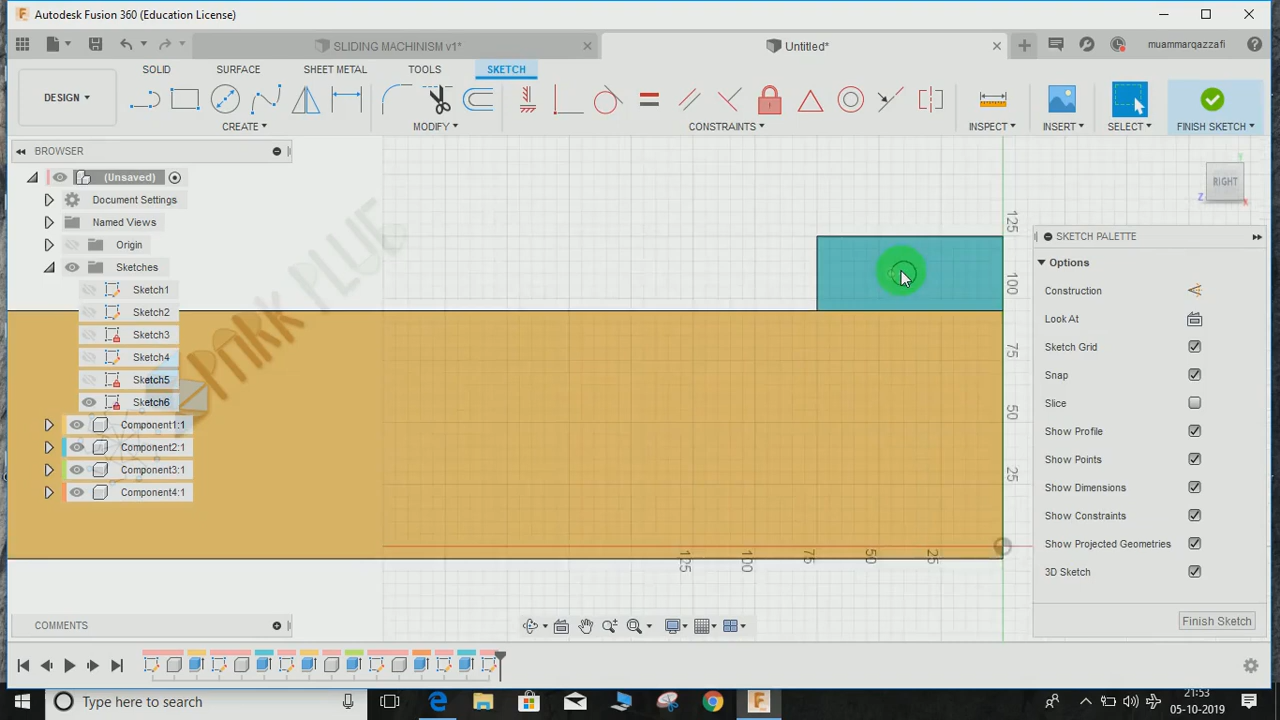 Autodesk Fusion 360 (Education License)
SLIDING MACHINISM v1*
Untitled*
muammarqazzafi
DESIGN
SOLID
SURFACE
SHEET METAL
TOOLS
SKETCH
CREATE
MODIFY
CONSTRAINTS
INSPECT
INSERT
SELECT
FINISH SKETCH
BROWSER
(Unsaved)
Document Settings
Named Views
Origin
Sketches
Sketch1
Sketch2
Sketch3
Sketch4
Sketch5
Sketch6
Component1:1
Component2:1
Component3:1
Component4:1
125
100
75
50
25
125
100
75
50
25
RIGHT
Z
X
Y
SKETCH PALETTE
Options
Construction
Look At
Sketch Grid
Snap
Slice
Show Profile
Show Points
Show Dimensions
Show Constraints
Show Projected Geometries
3D Sketch
Finish Sketch
COMMENTS
Type here to search
21:53
05-10-2019